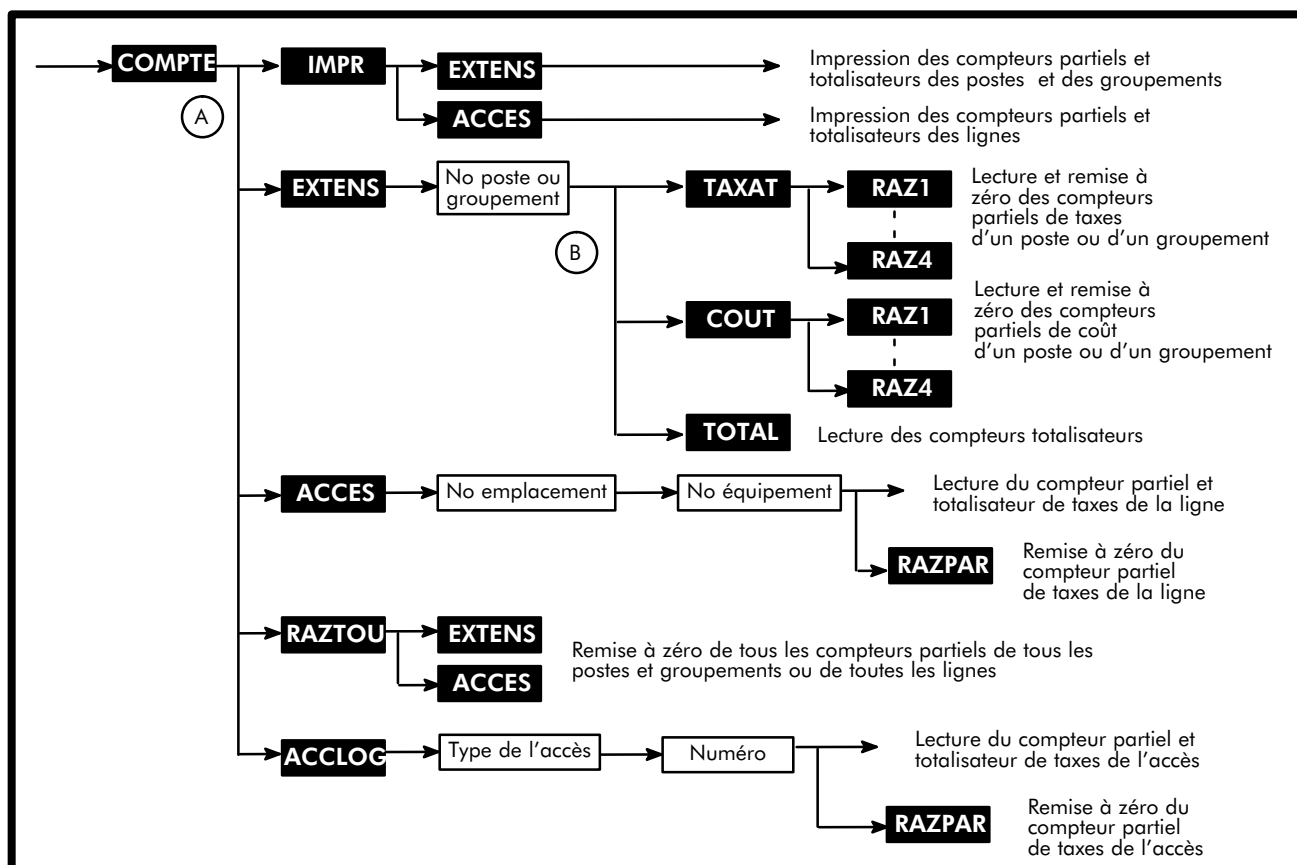 COMPTE
IMPR
EXTENS
Impression des compteurs partiels et
totalisateurs des postes et des groupements
A
ACCES
Impression des compteurs partiels et
totalisateurs des lignes
EXTENS
No poste ou
groupement
B
TAXAT
RAZ1
RAZ4
Lecture et remise à
zéro des compteurs
partiels de taxes
d'un poste ou d'un groupement
COUT
RAZ1
RAZ4
Lecture et remise à
zéro des compteurs
partiels de coût
d'un poste ou d'un groupement
TOTAL
Lecture des compteurs totalisateurs
ACCES
No emplacement
No équipement
Lecture du compteur partiel et
totalisateur de taxes de la ligne
RAZPAR
Remise à zéro du
compteur partiel
de taxes de la ligne
RAZTOU
EXTENS
ACCES
Remise à zéro de tous les compteurs partiels de tous les
postes et groupements ou de toutes les lignes
ACCLOG
Type de l'accès
Numéro
Lecture du compteur partiel et
totalisateur de taxes de l'accès
RAZPAR
Remise à zéro du
compteur partiel
de taxes de l'accès